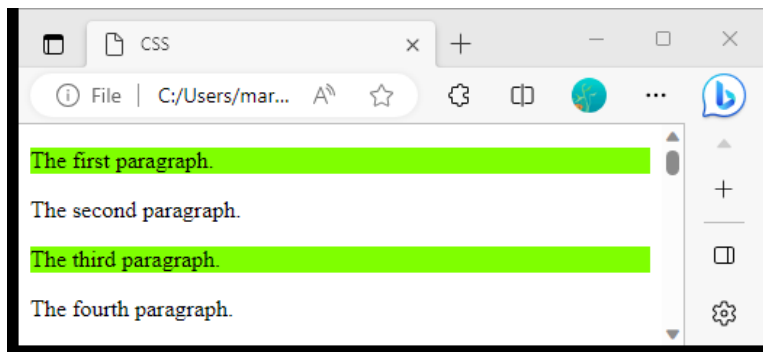 CSS
File C:/Users/mar...
The first paragraph.
The second paragraph.
The third paragraph.
The fourth paragraph.